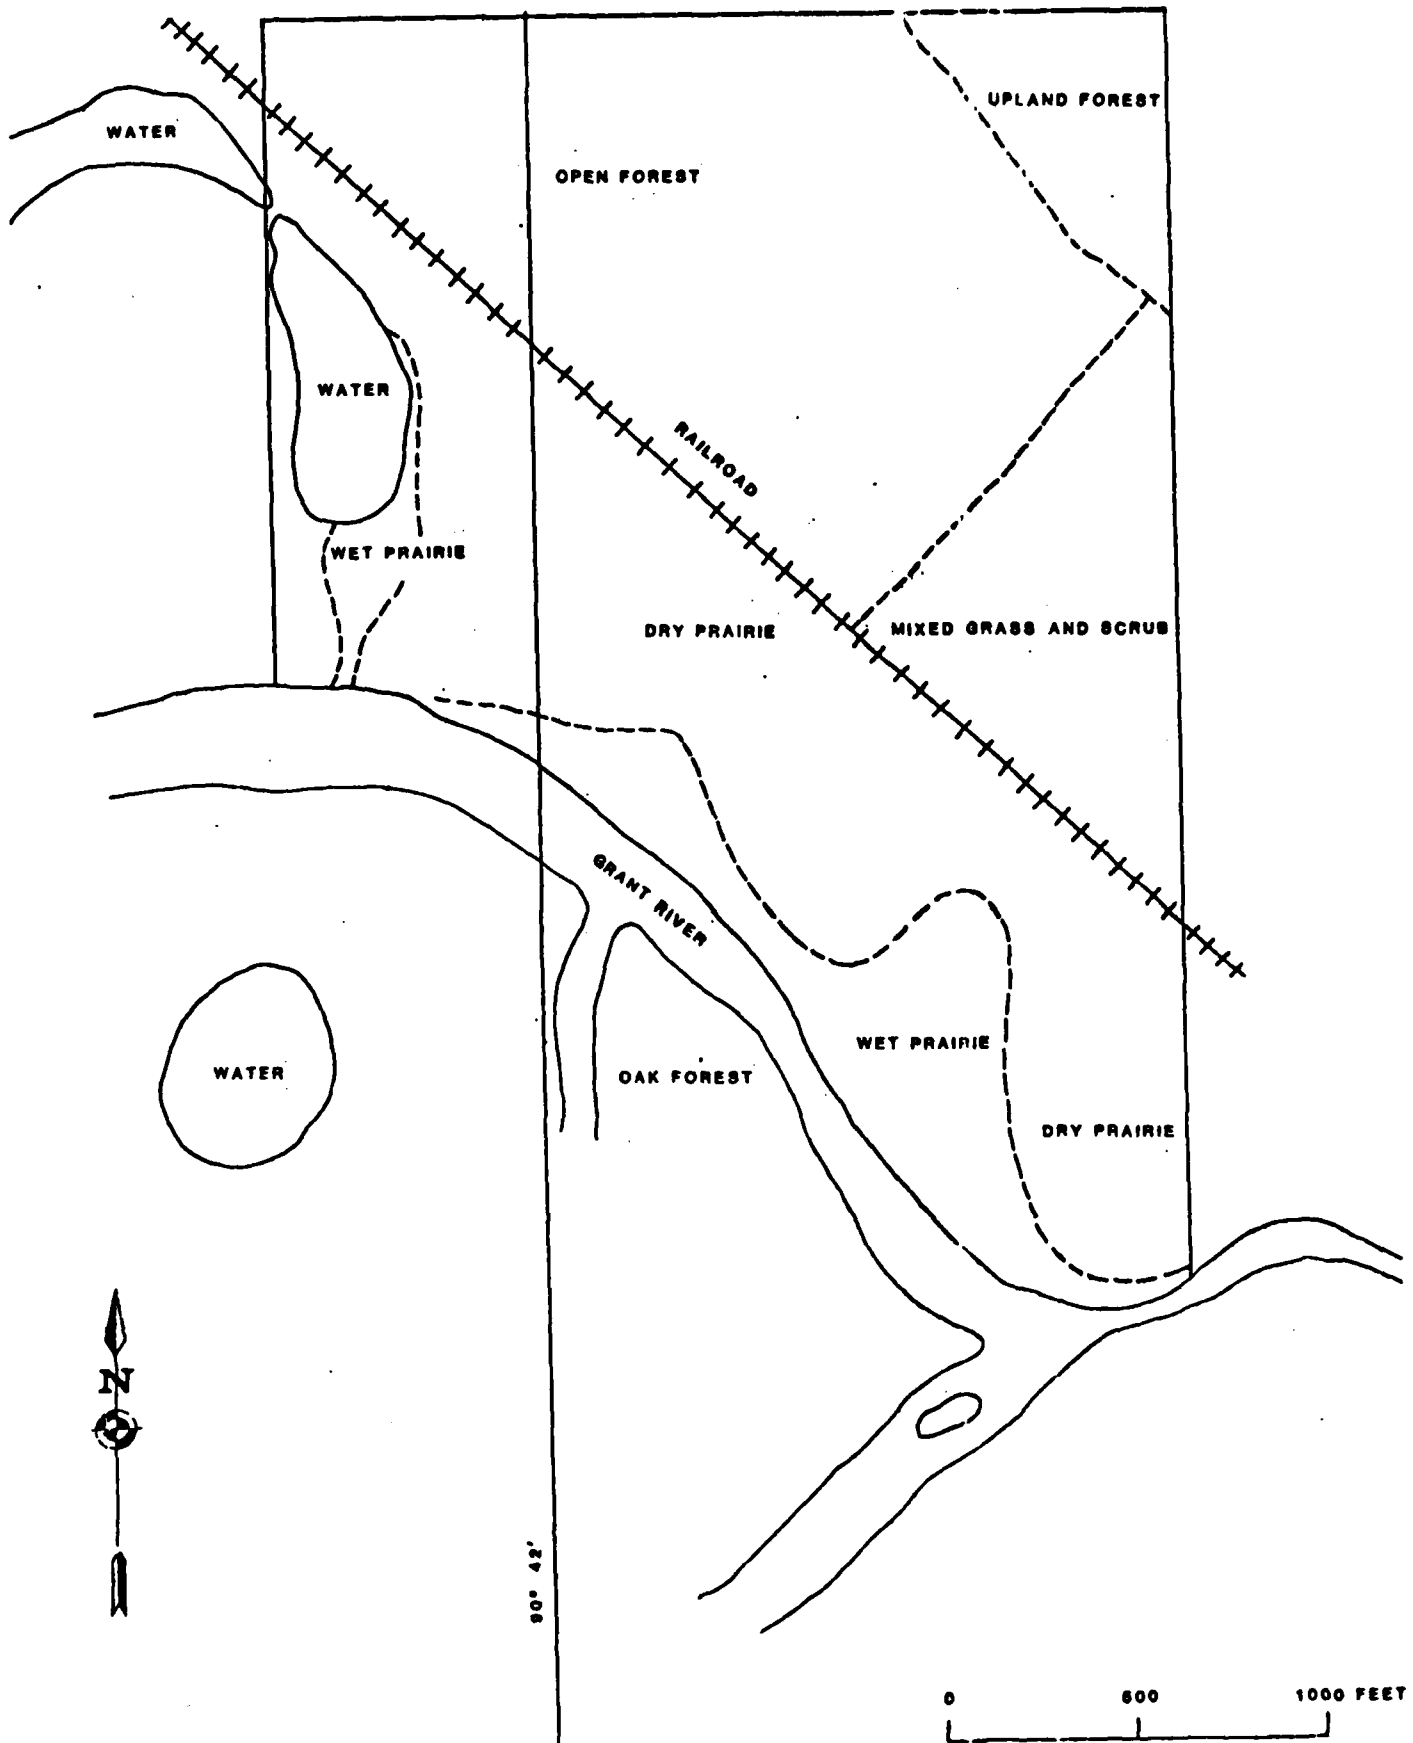 UPLAND FOREST
WATER
OPEN FOREST
WATER
RAILROAD
WET PRAIRIE
DRY PRAIRIE
MIXED GRASS AND SCRUB
GRANT RIVER
WET PRAIRIE
WATER
OAK FOREST
DRY PRAIRIE
N
90° 42'
0 500 1000 FEET